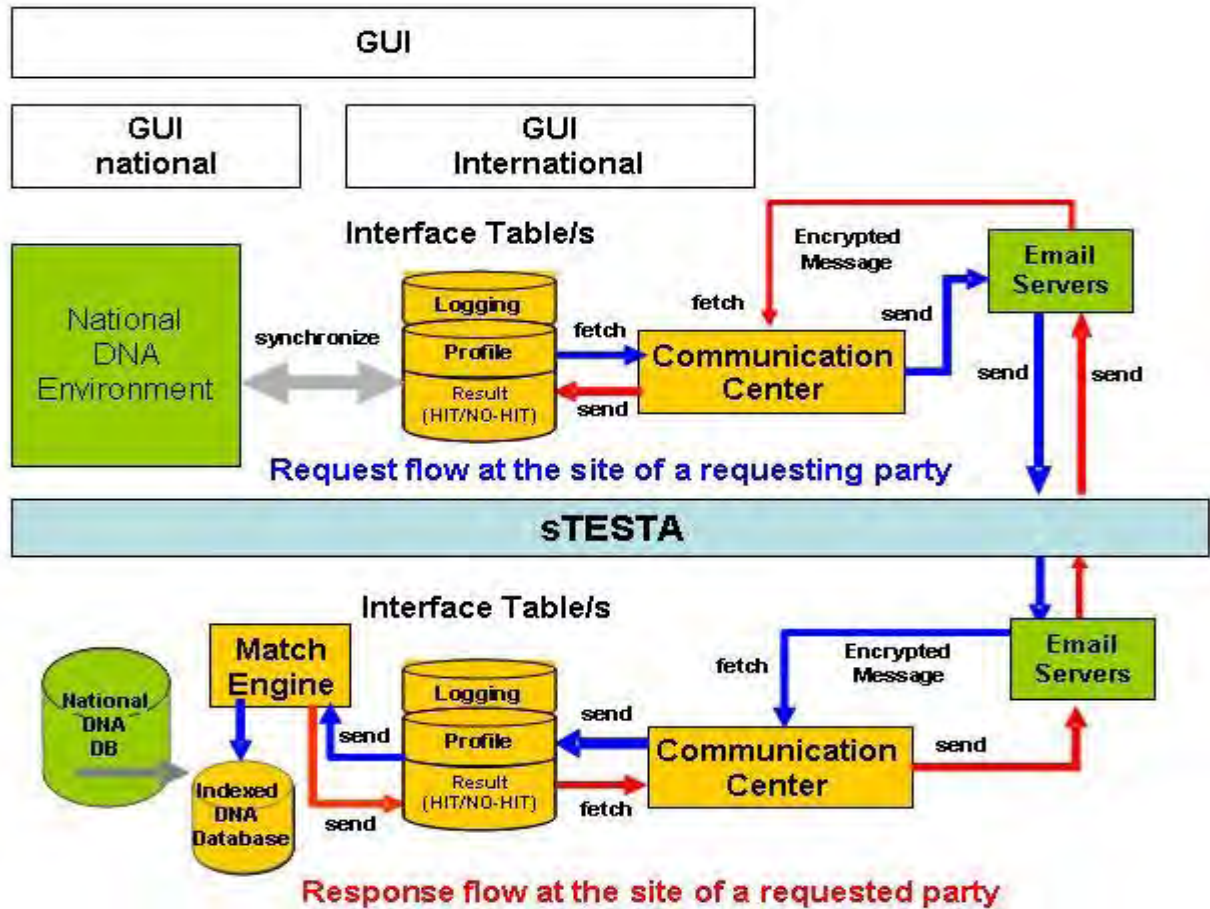 GUI
GUI
national
GUI
International
Interface Table/s
National
DNA
Environment
synchronize
Logging
Profile
Result
(HIT/NO-HIT)
fetch
send
Communication
Center
fetch
Encrypted
Message
send
Email
Servers
send
send
Request flow at the site of a requesting party
sTESTA
Interface Table/s
National
DNA
DB
Match
Engine
Indexed
DNA
Database
send
send
Logging
Profile
Result
(HIT/NO-HIT)
send
fetch
Communication
Center
fetch
Encrypted
Message
send
Email
Servers
Response flow at the site of a requested party